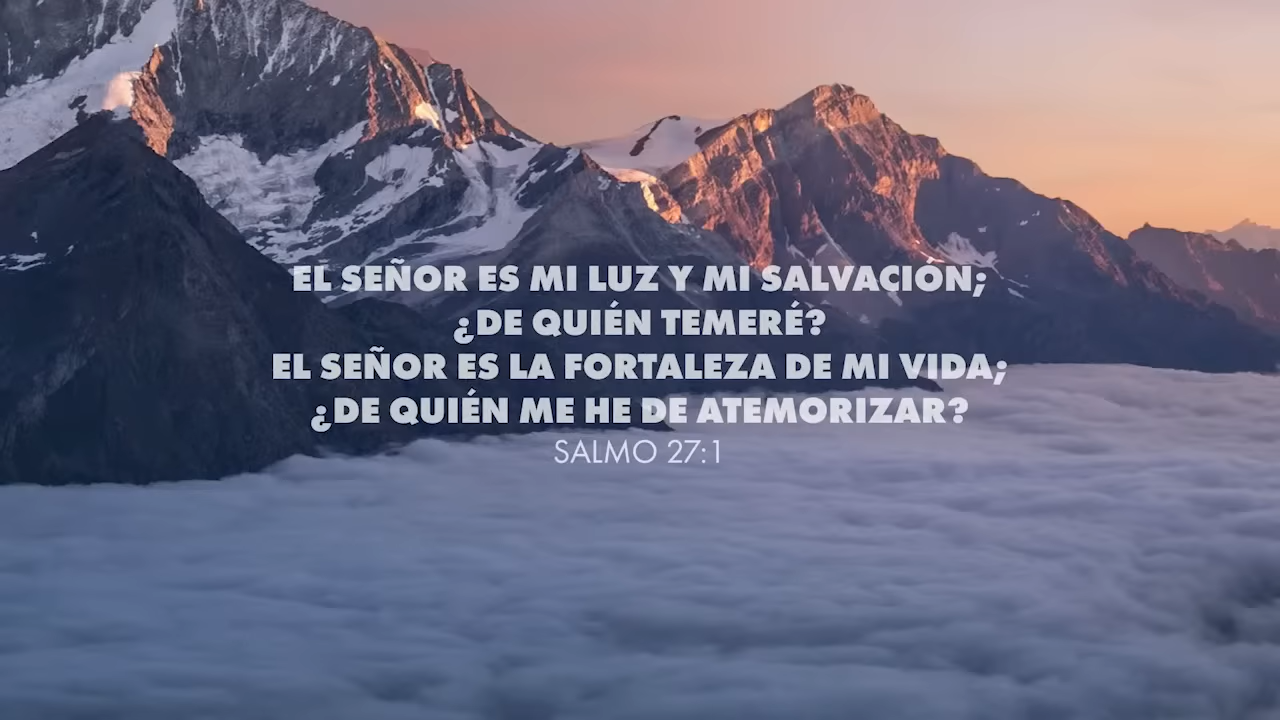 EL SEÑOR ES MI LUZ Y MI SALVACIÓN;
¿DE QUIÉN TEMERÉ?
EL SEÑOR ES LA FORTALEZA DE MI VIDA;
¿DE QUIÉN ME HE DE ATEMORIZAR?
SALMO 27:1